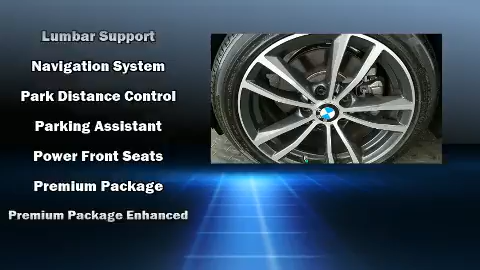 Lumbar Support
Navigation System
Park Distance Control
Parking Assistant
Power Front Seats
Premium Package
Premium Package Enhanced